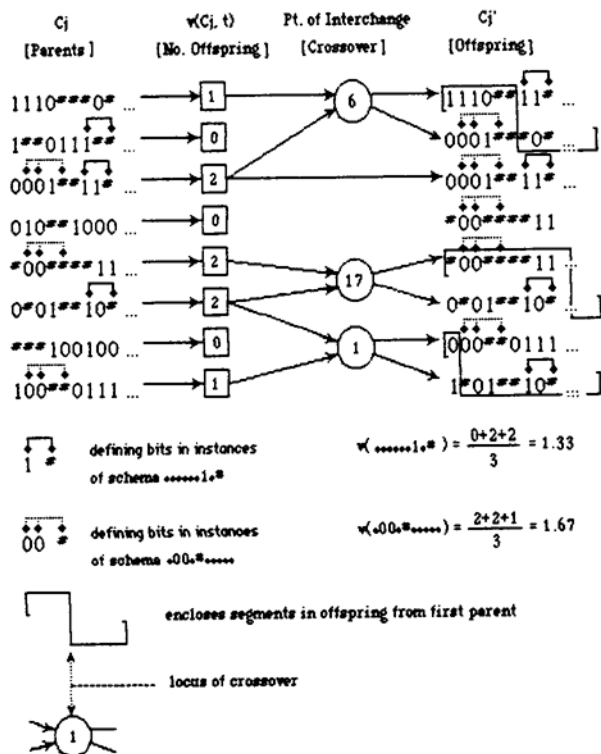 Cj v(Cj, t) Pt. of Interchange Cj'
[Parents] [No. Offspring] [Crossover] [Offspring]
1110###0# ... 1 6 1110##11# ...
1##0111## ... 0 0001###0# ...
0001##11# ... 2 0001##11# ...
010##1000 ... 0 #00####11
#00####11 ... 2 17 #00####11 ...
0#01##10# ... 2 0#01##10# ...
###100100 ... 0 1 000##0111 ...
100##0111 ... 1 1#01##10# ...
1 # defining bits in instances v(••••••1•#) = 0+2+2 / 3 = 1.33
of schema ••••••1•#
00 # defining bits in instances v(•00•#••••) = 2+2+1 / 3 = 1.67
of schema •00•#•••••
encloses segments in offspring from first parent
locus of crossover
1